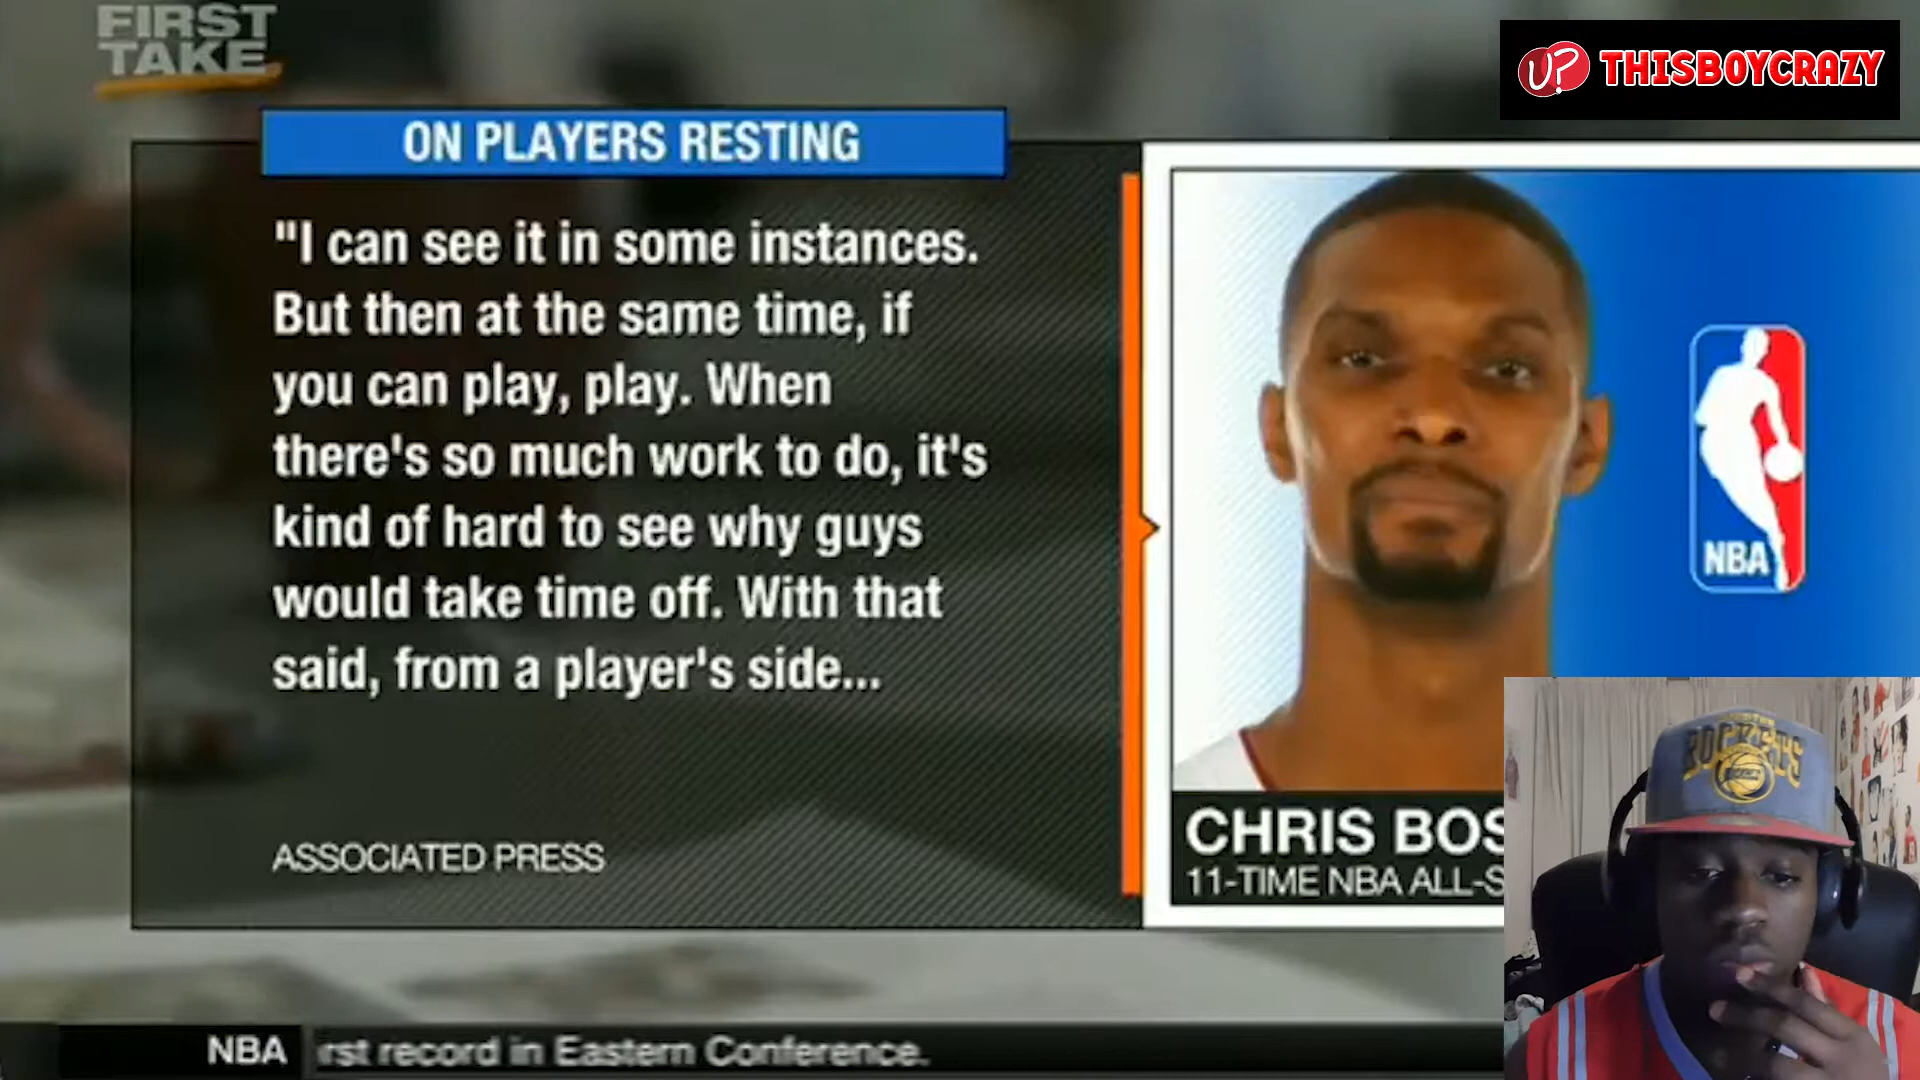 FIRST
TAKE
U?
THISBOYCRAZY
ON PLAYERS RESTING
"I can see it in some instances.
But then at the same time, if
you can play, play. When
there's so much work to do, it's
kind of hard to see why guys
would take time off. With that
said, from a player's side...
ASSOCIATED PRESS
NBA
CHRIS BOS
11-TIME NBA ALL-S
ROCKETS
NBA
rst record in Eastern Conference.